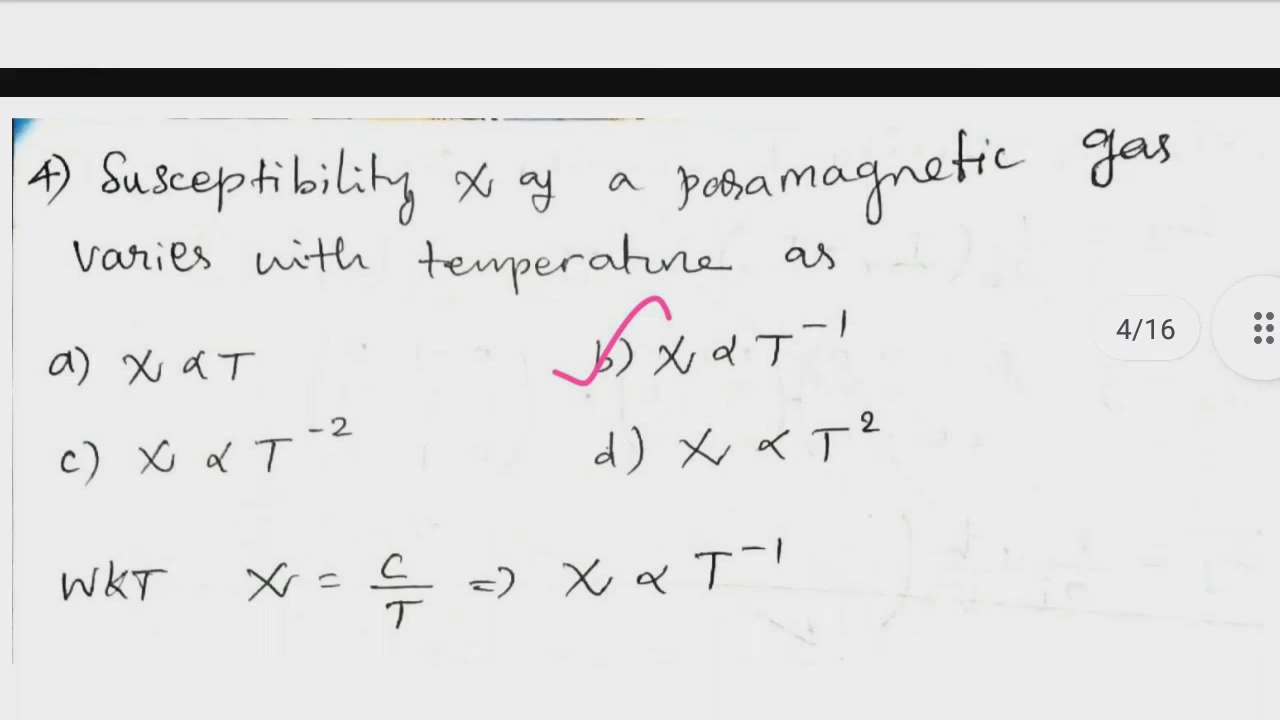 4) Susceptibility χ of a paramagnetic gas
varies with temperature as
a) χ ∝ T
b) χ ∝ T⁻¹
c) χ ∝ T⁻²
d) χ ∝ T²
WKT χ = C/T => χ ∝ T⁻¹
4/16